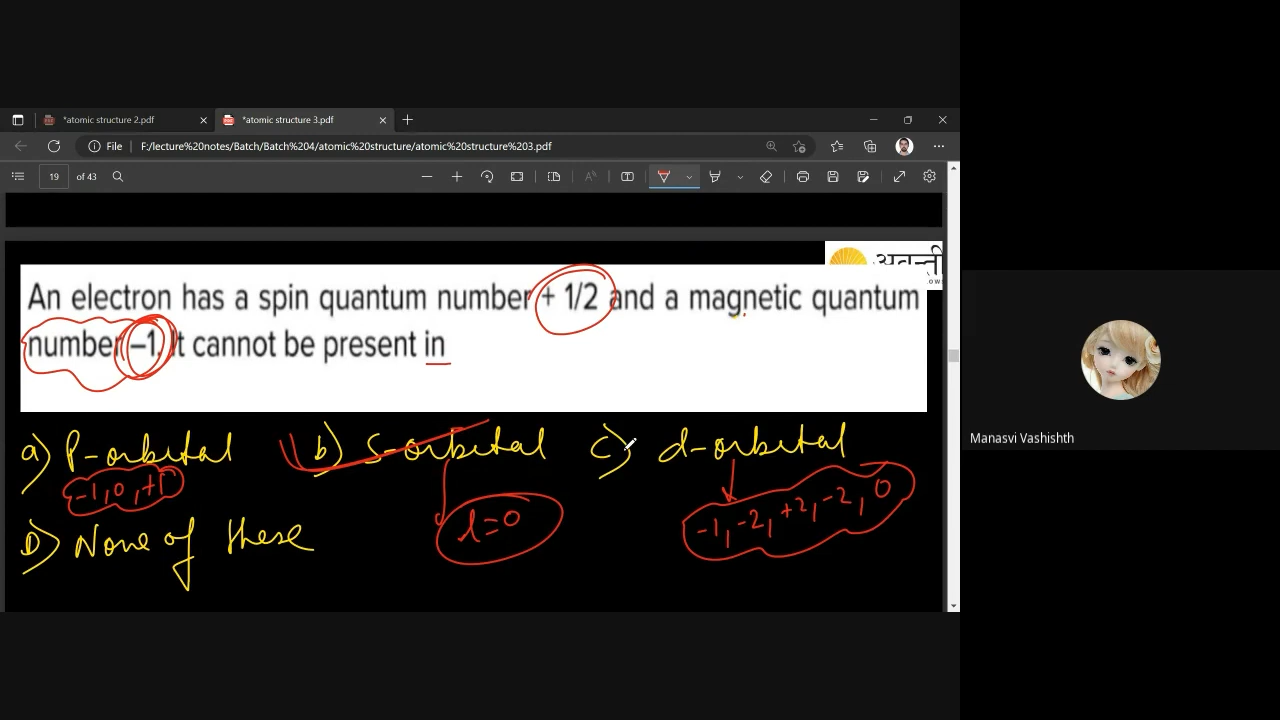 *atomic structure 2.pdf
*atomic structure 3.pdf
File
F:/lecture%20notes/Batch/Batch%204/atomic%20structure/atomic%20structure%203.pdf
19 of 43
अवन्ती
An electron has a spin quantum number + 1/2 and a magnetic quantum
number –1. It cannot be present in
a) P-orbital b) S-orbital c) d-orbital
-1, 0, +1
l=0
-1, -2, +2, -2, 0
D) None of these
Manasvi Vashishth